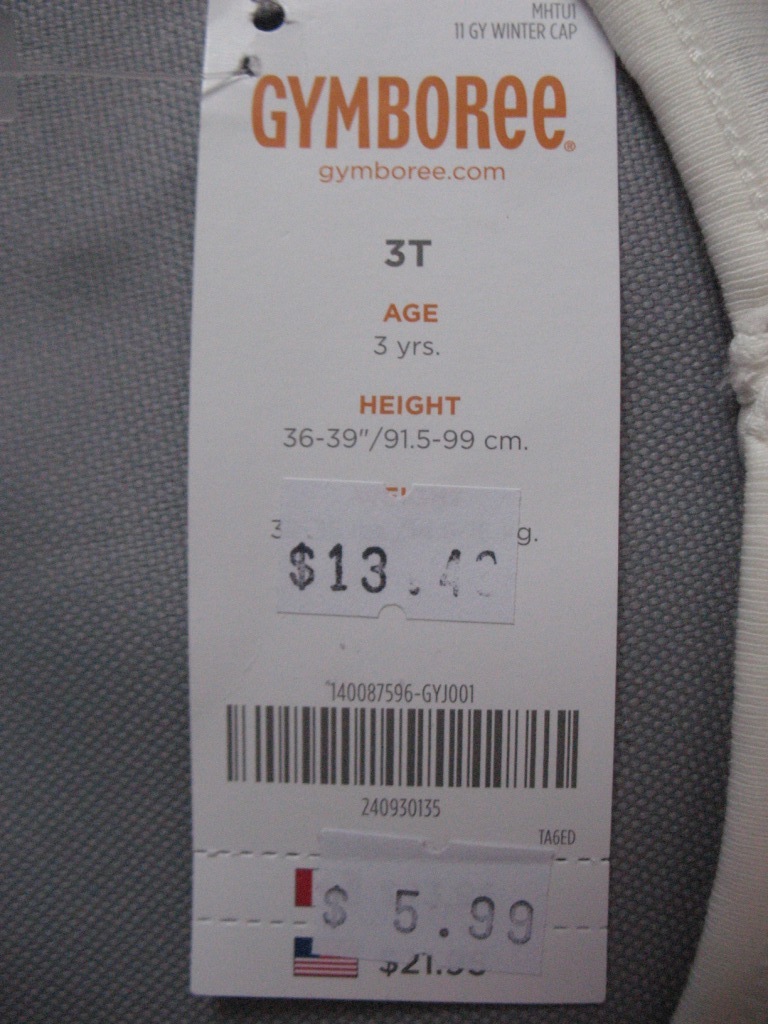 MHTU1
11 GY WINTER CAP
GYMBOREE®
gymboree.com
3T
AGE
3 yrs.
HEIGHT
36-39"/91.5-99 cm.
140087596-GYJ001
240930135
TA6ED
$ 5.99